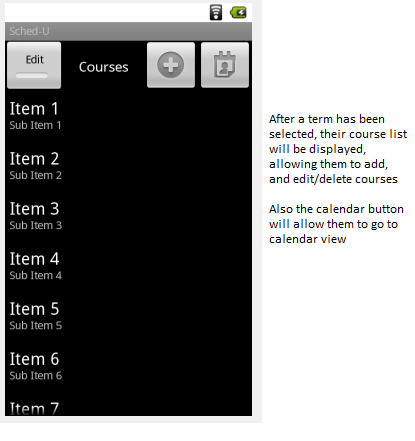 Sched-U
Edit
Courses
Item 1
Sub Item 1
Item 2
Sub Item 2
Item 3
Sub Item 3
Item 4
Sub Item 4
Item 5
Sub Item 5
Item 6
Sub Item 6
Item 7
After a term has been
selected, their course list
will be displayed,
allowing them to add,
and edit/delete courses
Also the calendar button
will allow them to go to
calendar view